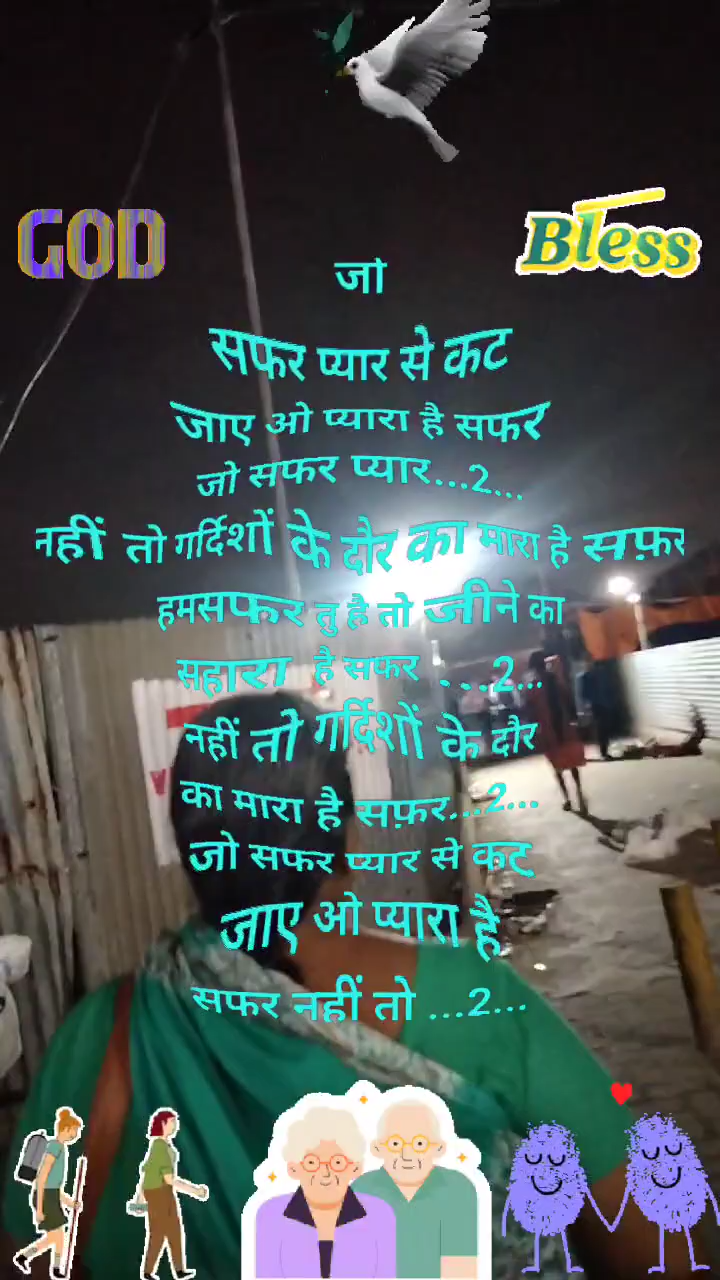 GOD
Bless
जो
सफर प्यार से कट
जाए ओ प्यारा है सफर
जो सफर प्यार...2...
नहीं तो गर्दिशों के दौर का मारा है सफ़र
हमसफर तु है तो जीने का
सहारा है सफर ...2...
नहीं तो गर्दिशों के दौर
का मारा है सफ़र...2...
जो सफर प्यार से कट
जाए ओ प्यारा है
सफर नहीं तो ...2...